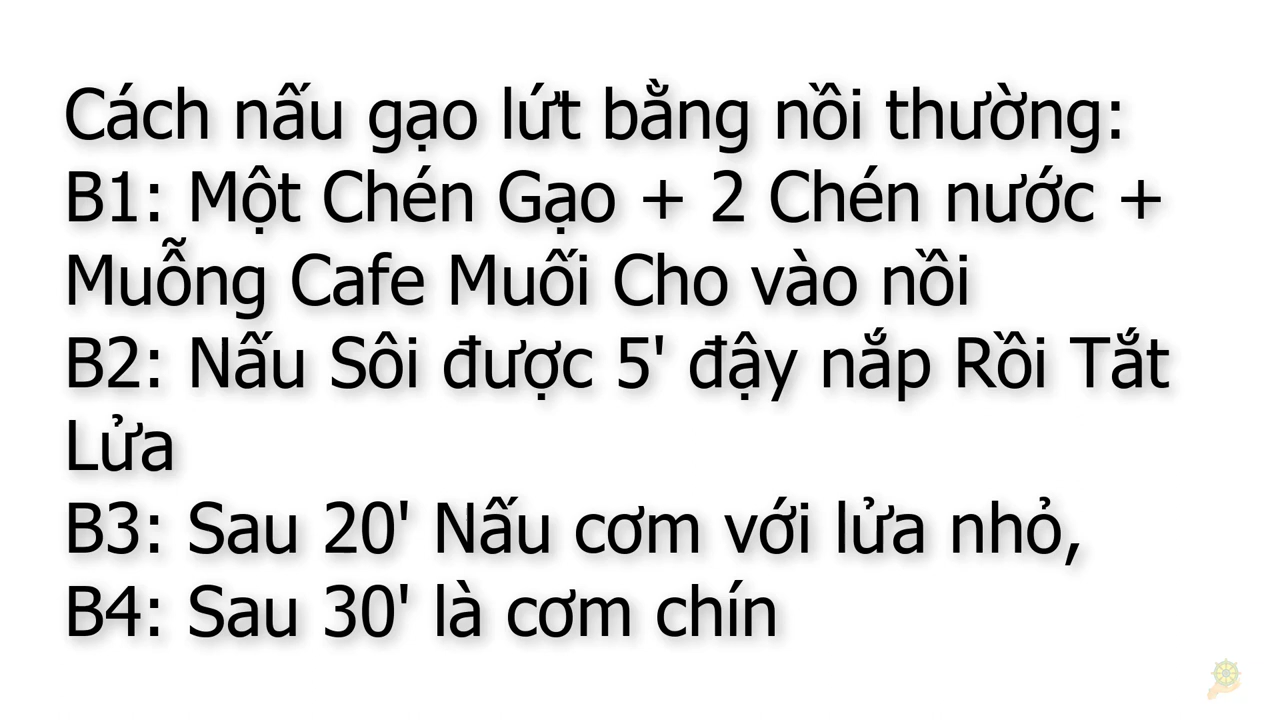 Cách nấu gạo lứt bằng nồi thường:
B1: Một Chén Gạo + 2 Chén nước +
Muỗng Cafe Muối Cho vào nồi
B2: Nấu Sôi được 5' đậy nắp Rồi Tắt
Lửa
B3: Sau 20' Nấu cơm với lửa nhỏ,
B4: Sau 30' là cơm chín